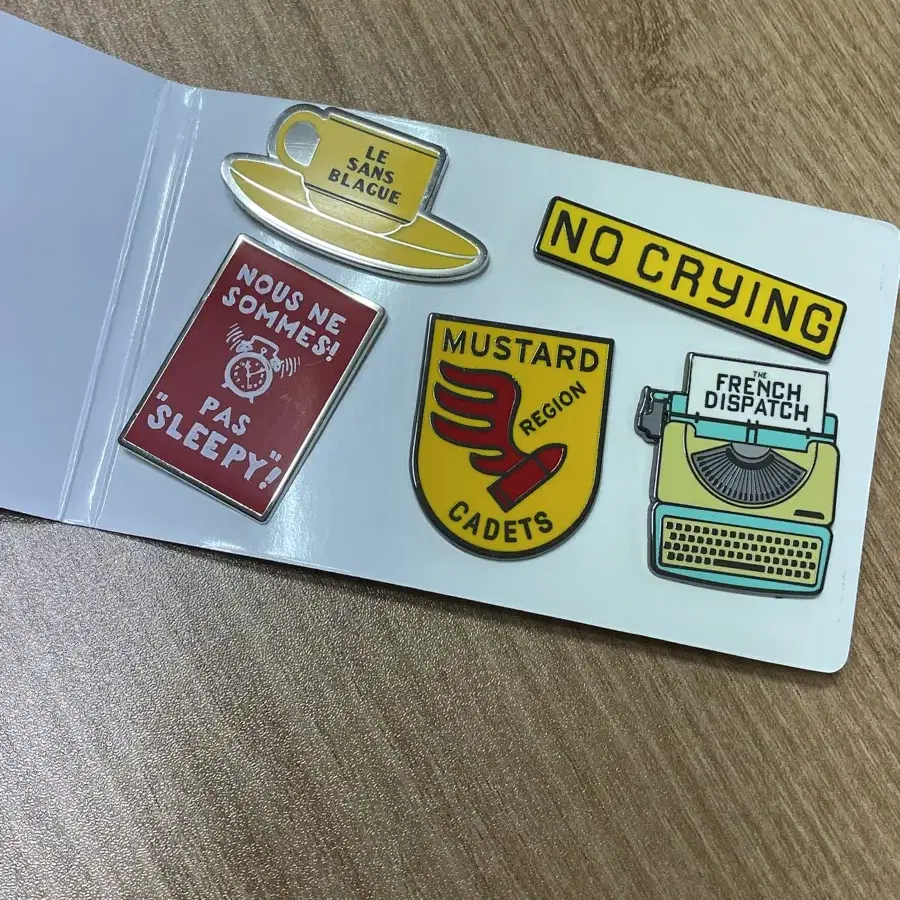 LE
SANS
BLAGUE
NO CRYING
NOUS NE
SOMMES!
PAS
"SLEEPY"!
MUSTARD
REGION
CADETS
THE
FRENCH
DISPATCH